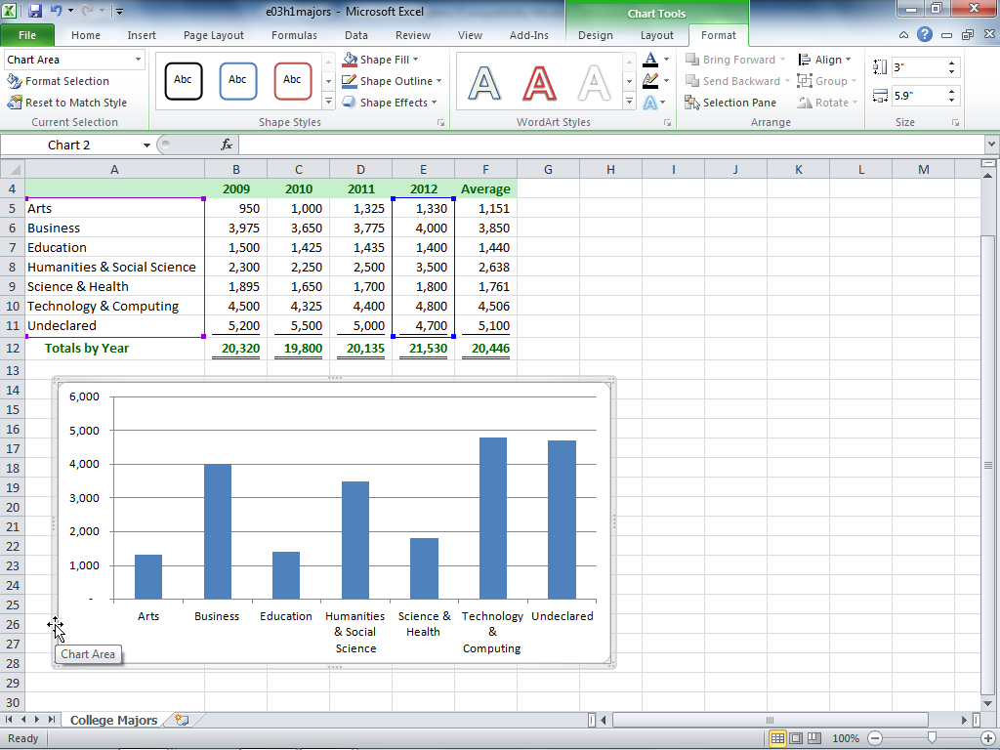 e03h1majors - Microsoft Excel
Chart Tools
File Home Insert Page Layout Formulas Data Review View Add-Ins Design Layout Format
Chart Area
Format Selection
Reset to Match Style
Current Selection
Abc Abc Abc
Shape Fill
Shape Outline
Shape Effects
Shape Styles
A A A
A
A
WordArt Styles
Bring Forward
Send Backward
Selection Pane
Align
Group
Rotate
Arrange
3"
5.9"
Size
Chart 2
fx
A B C D E F G H I J K L M
4 2009 2010 2011 2012 Average
5 Arts 950 1,000 1,325 1,330 1,151
6 Business 3,975 3,650 3,775 4,000 3,850
7 Education 1,500 1,425 1,435 1,400 1,440
8 Humanities & Social Science 2,300 2,250 2,500 3,500 2,638
9 Science & Health 1,895 1,650 1,700 1,800 1,761
10 Technology & Computing 4,500 4,325 4,400 4,800 4,506
11 Undeclared 5,200 5,500 5,000 4,700 5,100
12 Totals by Year 20,320 19,800 20,135 21,530 20,446
13
14
15
16
17
18
19
20
21
22
23
24
25
26
27
28
29
30
6,000
5,000
4,000
3,000
2,000
1,000
-
Arts
Business
Education
Humanities
& Social
Science
Science &
Health
Technology
&
Computing
Undeclared
Chart Area
College Majors
Ready
100%